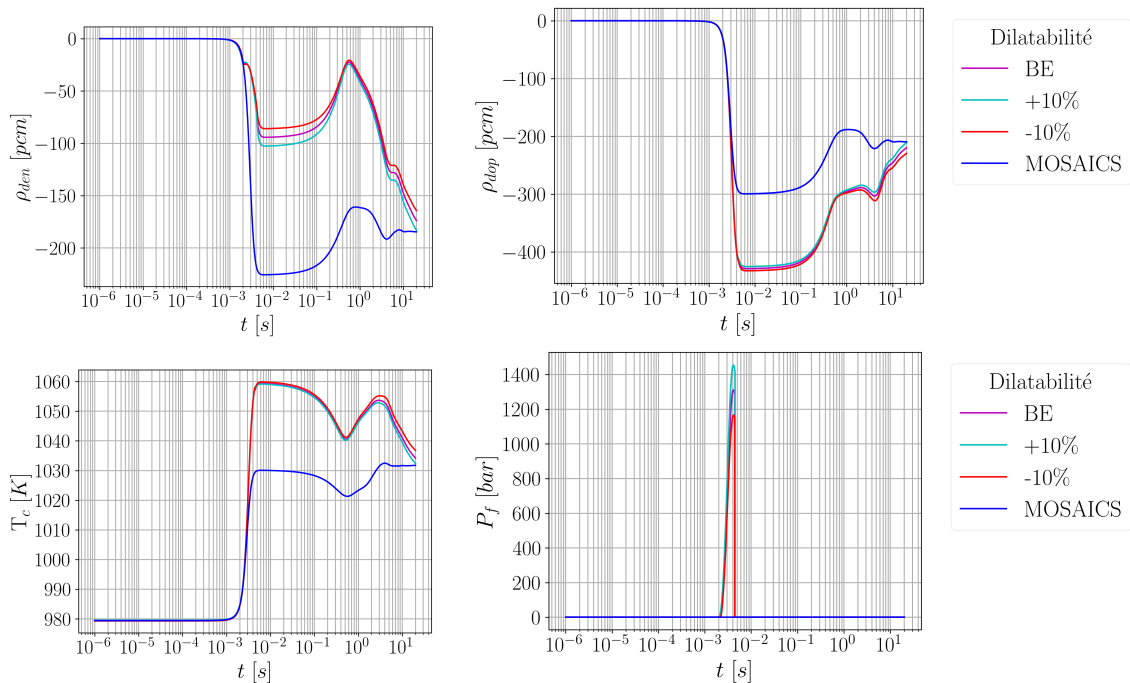 0
−50
−100
−150
−200
ρ_den [pcm]
10⁻⁶ 10⁻⁵ 10⁻⁴ 10⁻³ 10⁻² 10⁻¹ 10⁰ 10¹
t [s]
0
−100
−200
−300
−400
ρ_dop [pcm]
10⁻⁶ 10⁻⁵ 10⁻⁴ 10⁻³ 10⁻² 10⁻¹ 10⁰ 10¹
t [s]
Dilatabilité
BE
+10%
-10%
MOSAICS
1060
1050
1040
1030
1020
1010
1000
990
980
T_c [K]
10⁻⁶ 10⁻⁵ 10⁻⁴ 10⁻³ 10⁻² 10⁻¹ 10⁰ 10¹
t [s]
1400
1200
1000
800
600
400
200
0
P_f [bar]
10⁻⁶ 10⁻⁵ 10⁻⁴ 10⁻³ 10⁻² 10⁻¹ 10⁰ 10¹
t [s]
Dilatabilité
BE
+10%
-10%
MOSAICS